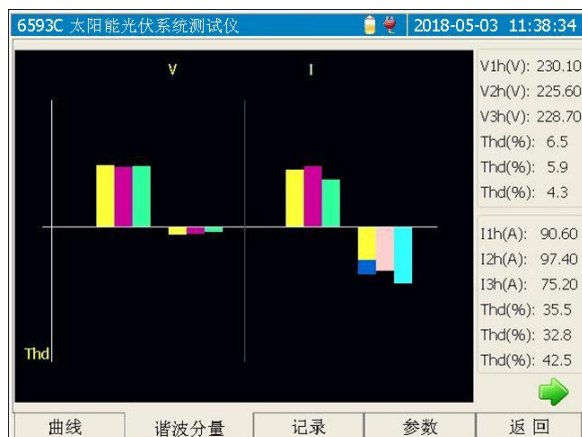 6593C 太阳能光伏系统测试仪 2018-05-03 11:38:34
V I
Thd
V1h(V): 230.10
V2h(V): 225.60
V3h(V): 228.70
Thd(%): 6.5
Thd(%): 5.9
Thd(%): 4.3
I1h(A): 90.60
I2h(A): 97.40
I3h(A): 75.20
Thd(%): 35.5
Thd(%): 32.8
Thd(%): 42.5
曲线 谐波分量 记录 参数 返回